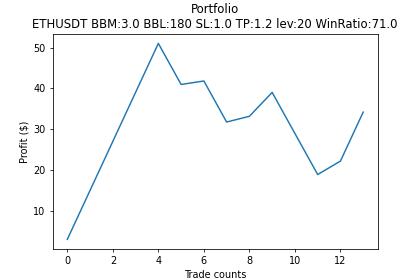 Portfolio
ETHUSDT BBM:3.0 BBL:180 SL:1.0 TP:1.2 lev:20 WinRatio:71.0
50
40
30
20
10
Profit ($)
0 2 4 6 8 10 12
Trade counts